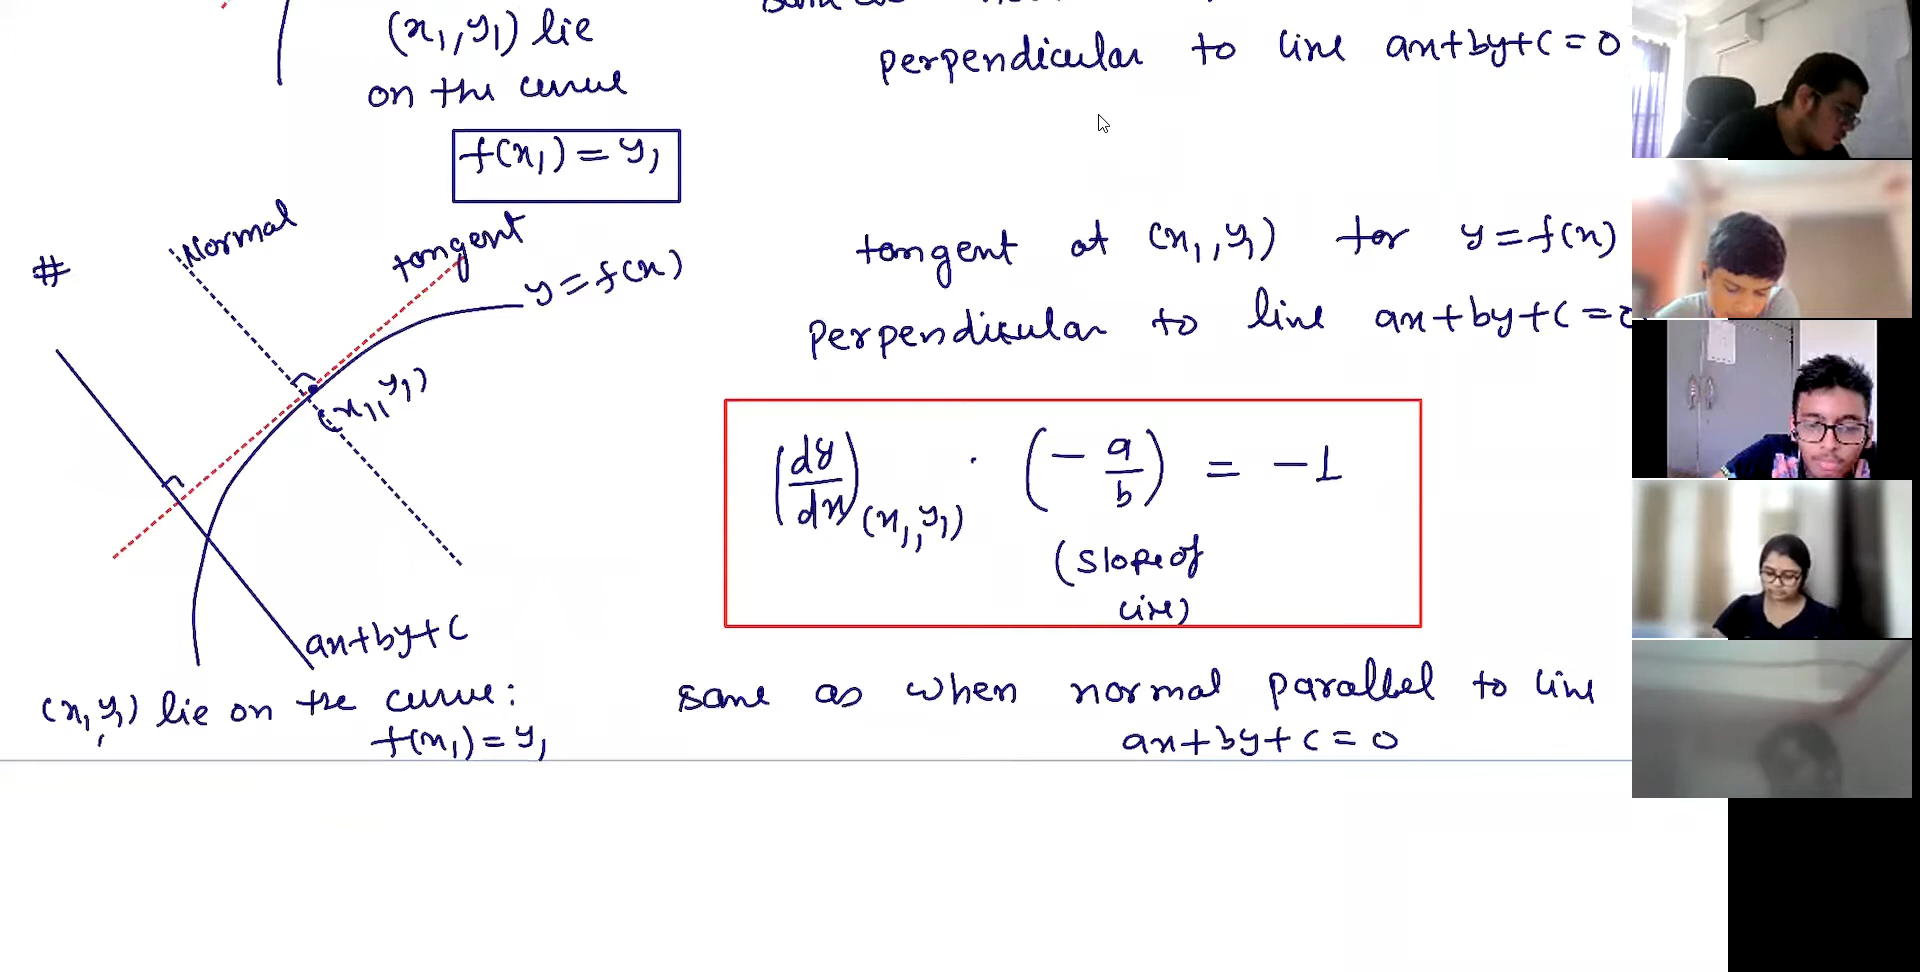 (x₁, y₁) lie
on the curve
f(x₁) = y₁
perpendicular to line ax+by+c = 0
#
Normal
tangent
y = f(x)
(x₁, y₁)
ax+by+c
(x₁, y₁) lie on the curve:
f(x₁) = y₁
tangent at (x₁, y₁) for y = f(x)
perpendicular to line ax+by+c = 0
(dy/dx)(x₁, y₁) · (-a/b) = -1
(slope of
line)
same as when normal parallel to line
ax+by+c = 0